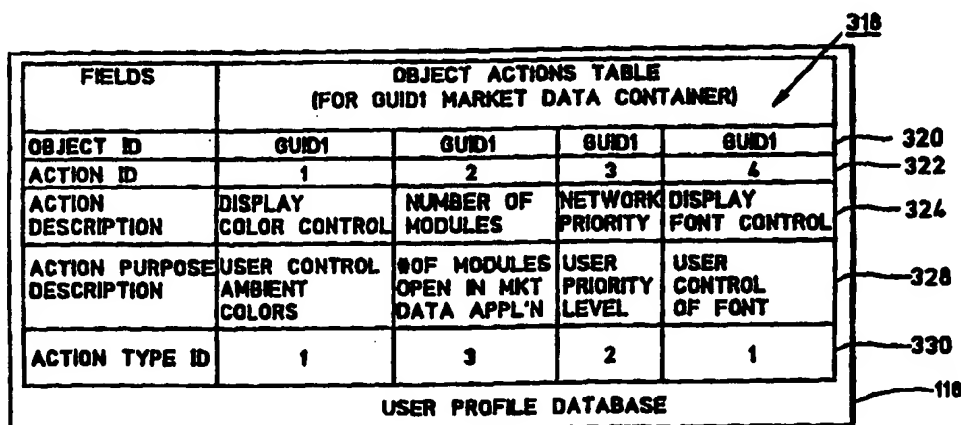 318
FIELDS OBJECT ACTIONS TABLE
(FOR GUID1 MARKET DATA CONTAINER)
OBJECT ID GUID1 GUID1 GUID1 GUID1 320
ACTION ID 1 2 3 4 322
ACTION DISPLAY NUMBER OF NETWORK DISPLAY 324
DESCRIPTION COLOR CONTROL MODULES PRIORITY FONT CONTROL
ACTION PURPOSE USER CONTROL #OF MODULES USER USER 328
DESCRIPTION AMBIENT OPEN IN MKT PRIORITY CONTROL
COLORS DATA APPL'N LEVEL OF FONT
ACTION TYPE ID 1 3 2 1 330
USER PROFILE DATABASE 118